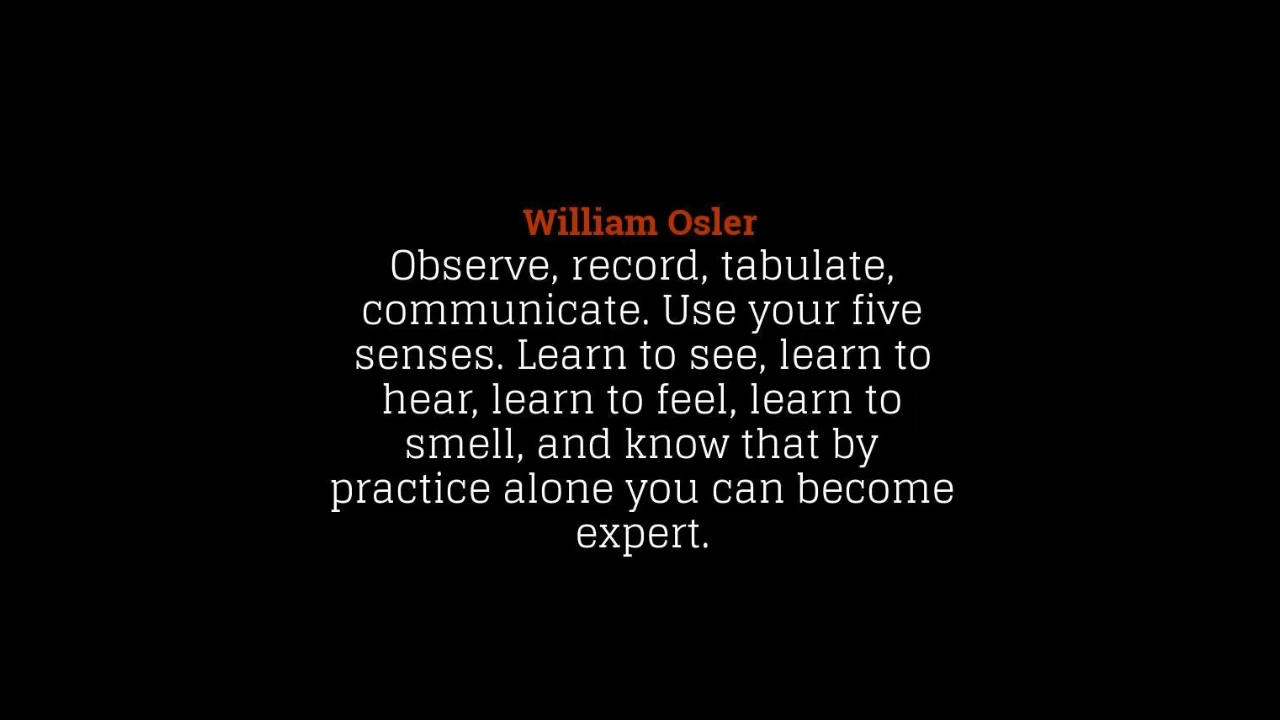 William Osler
Observe, record, tabulate,
communicate. Use your five
senses. Learn to see, learn to
hear, learn to feel, learn to
smell, and know that by
practice alone you can become
expert.